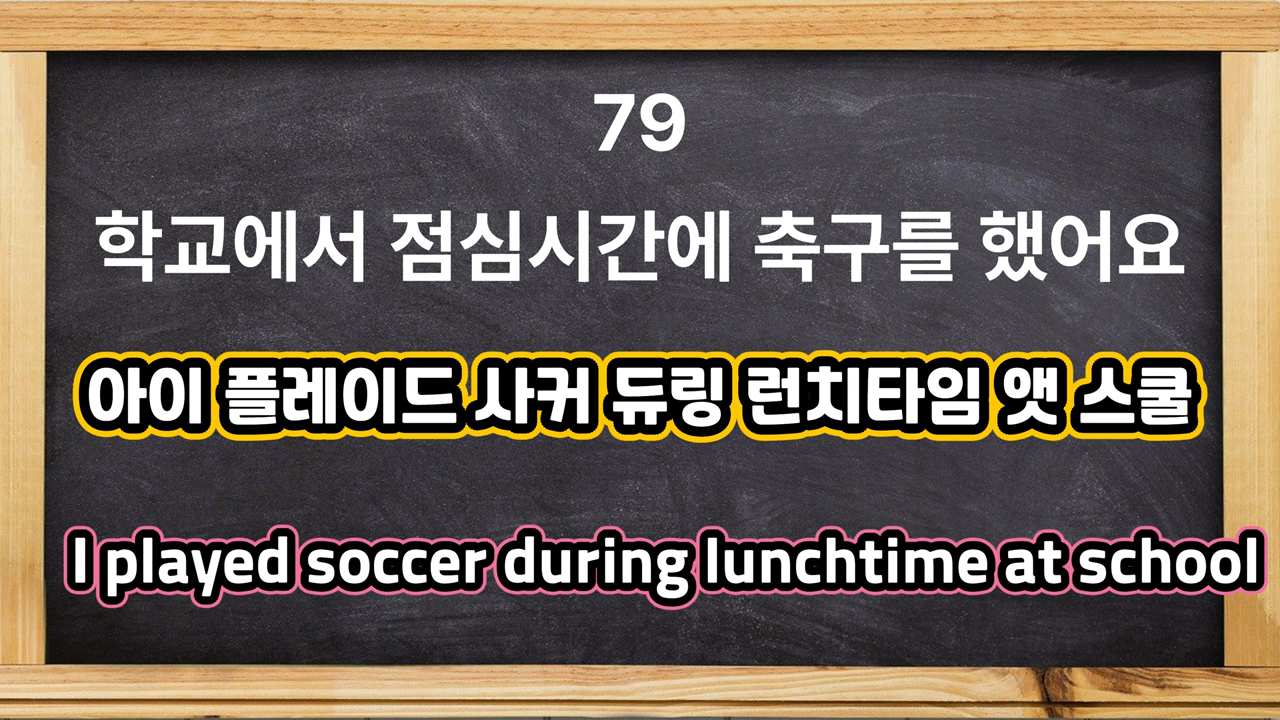 79
학교에서 점심시간에 축구를 했어요
아이 플레이드 사커 듀링 런치타임 앳 스쿨
I played soccer during lunchtime at school